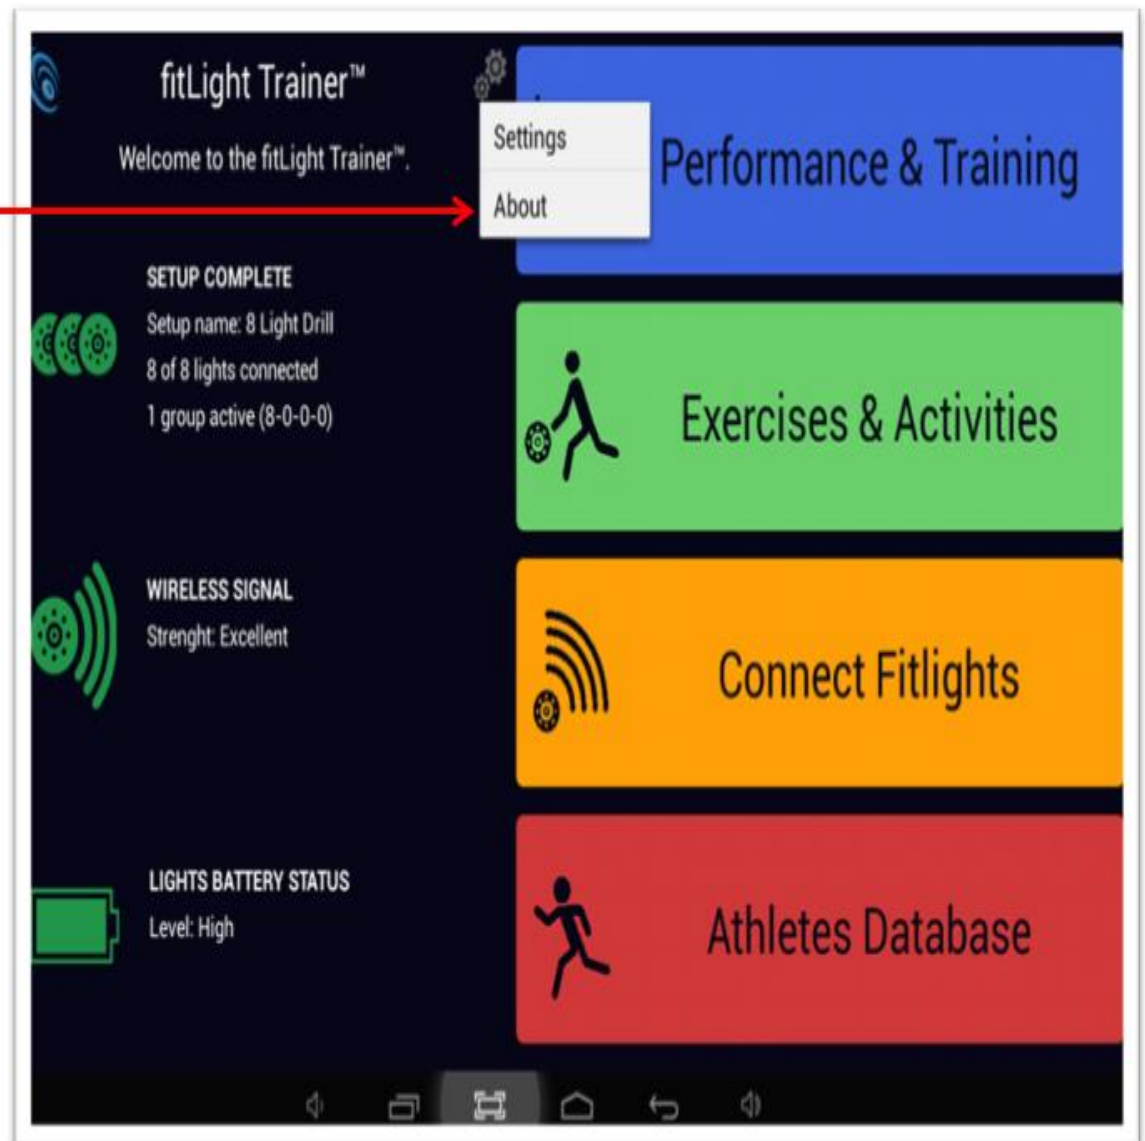 fitLight Trainer™
Welcome to the fitLight Trainer™.
Settings
About
SETUP COMPLETE
Setup name: 8 Light Drill
8 of 8 lights connected
1 group active (8-0-0-0)
WIRELESS SIGNAL
Strenght: Excellent
LIGHTS BATTERY STATUS
Level: High
Performance & Training
Exercises & Activities
Connect Fitlights
Athletes Database